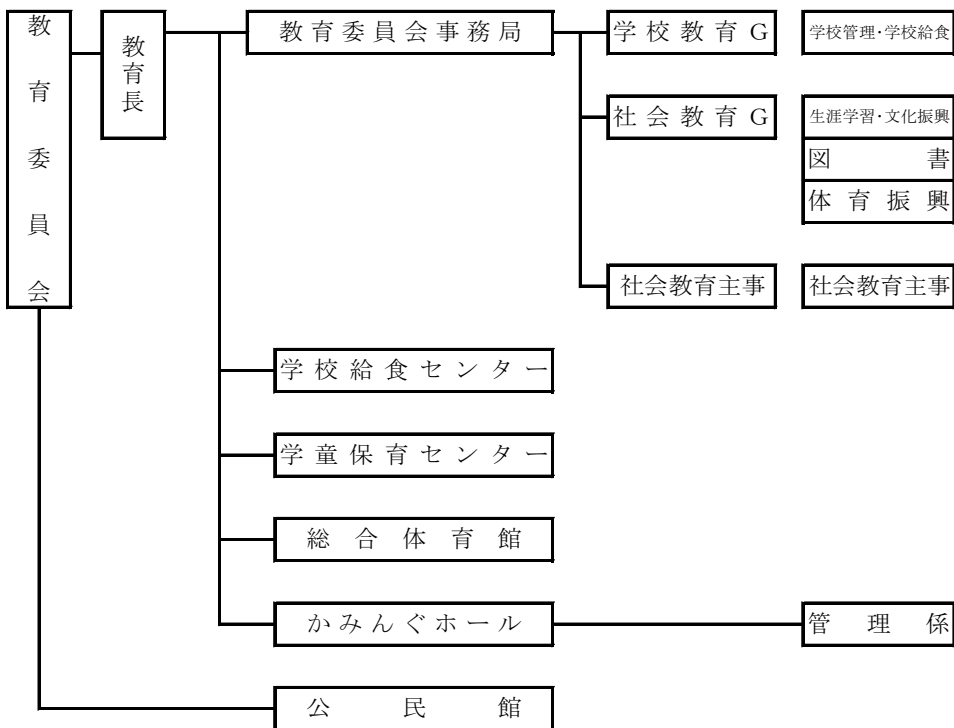 教育委員会
教育長
教育委員会事務局
学校教育G
学校管理・学校給食
社会教育G
生涯学習・文化振興
図書
体育振興
社会教育主事
社会教育主事
学校給食センター
学童保育センター
総合体育館
かみんぐホール
管理係
公民館